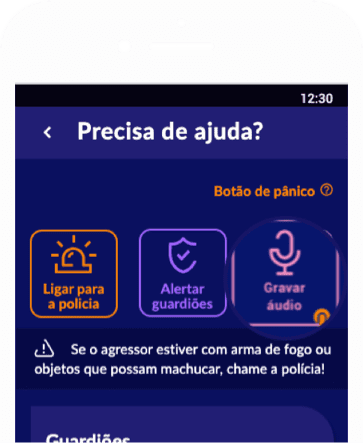 12:30
Precisa de ajuda?
Botão de pânico
Ligar para
a polícia
Alertar
guardiões
Gravar
áudio
Se o agressor estiver com arma de fogo ou
objetos que possam machucar, chame a polícia!
Guardiões